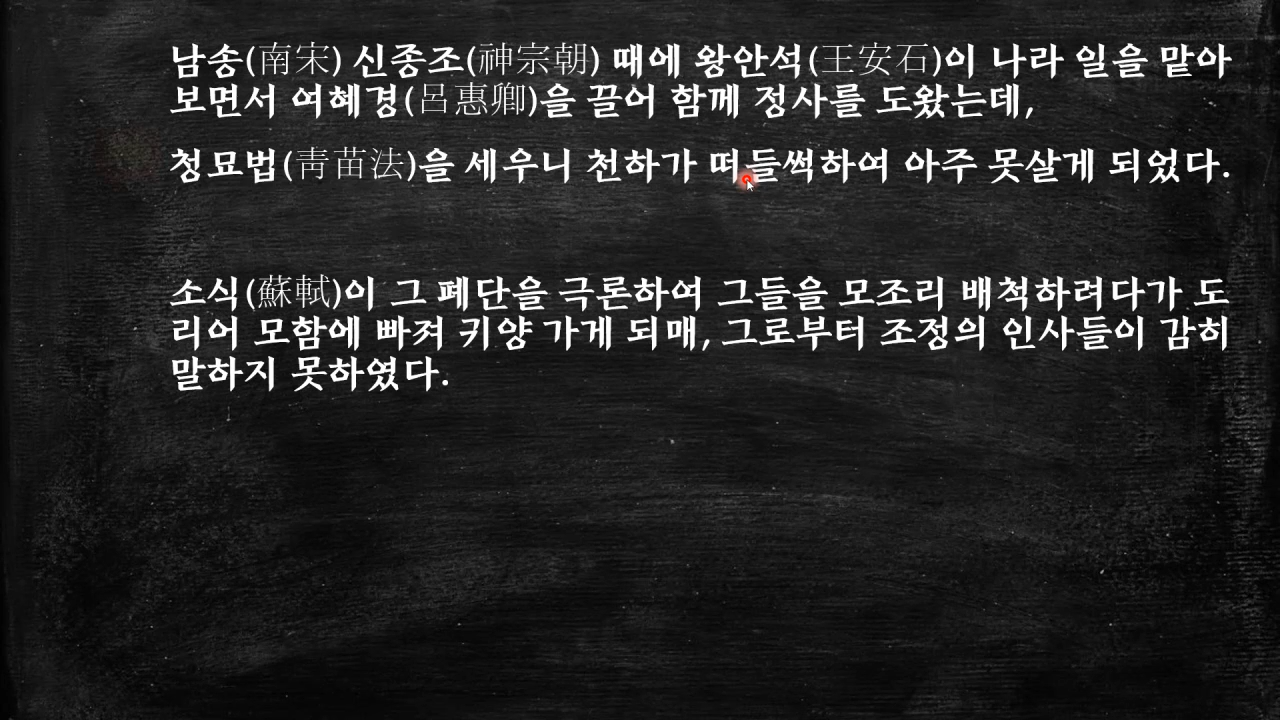 남송(南宋) 신종조(神宗朝) 때에 왕안석(王安石)이 나라 일을 맡아
보면서 여혜경(呂惠卿)을 끌어 함께 정사를 도왔는데,
청묘법(靑苗法)을 세우니 천하가 떠들썩하여 아주 못살게 되었다.
소식(蘇軾)이 그 폐단을 극론하여 그들을 모조리 배척하려다가 도
리어 모함에 빠져 귀양 가게 되매, 그로부터 조정의 인사들이 감히
말하지 못하였다.